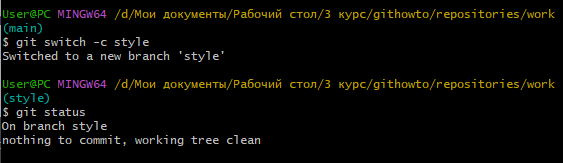 User@PC MINGW64 /d/Мои документы/Рабочий стол/3 курс/githowto/repositories/work
(main)
$ git switch -c style
Switched to a new branch 'style'
User@PC MINGW64 /d/Мои документы/Рабочий стол/3 курс/githowto/repositories/work
(style)
$ git status
On branch style
nothing to commit, working tree clean